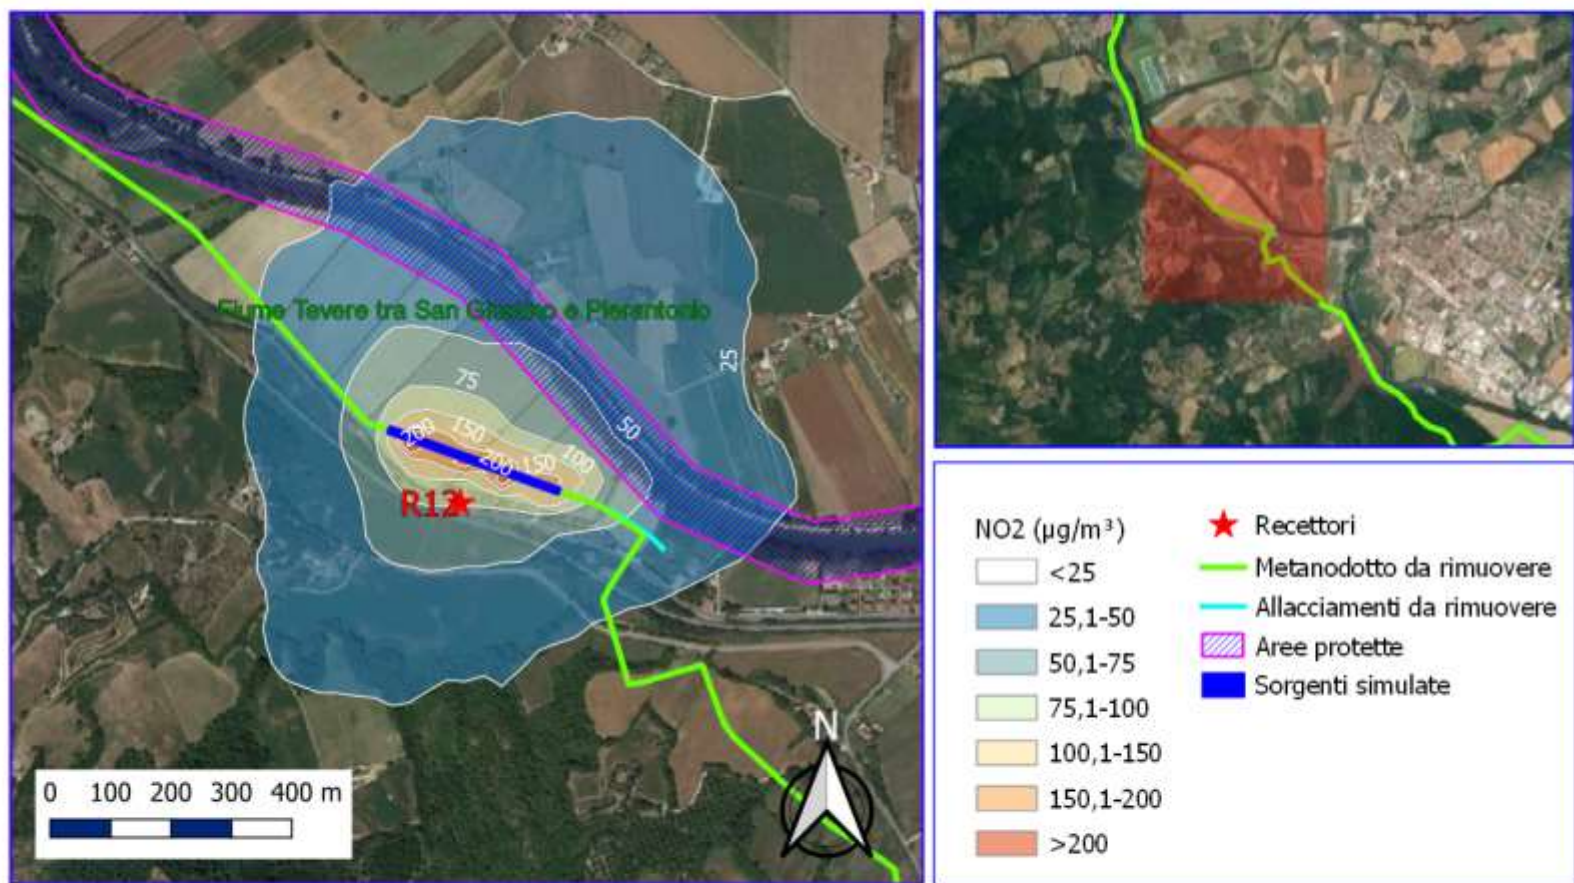 Fiume Tevere tra San Giustino e Pierantonio
75
25
50
200
150
100
200
150
R12
N
0 100 200 300 400 m
NO2 (µg/m³)
<25
25,1-50
50,1-75
75,1-100
100,1-150
150,1-200
>200
Recettori
Metanodotto da rimuovere
Allacciamenti da rimuovere
Aree protette
Sorgenti simulate